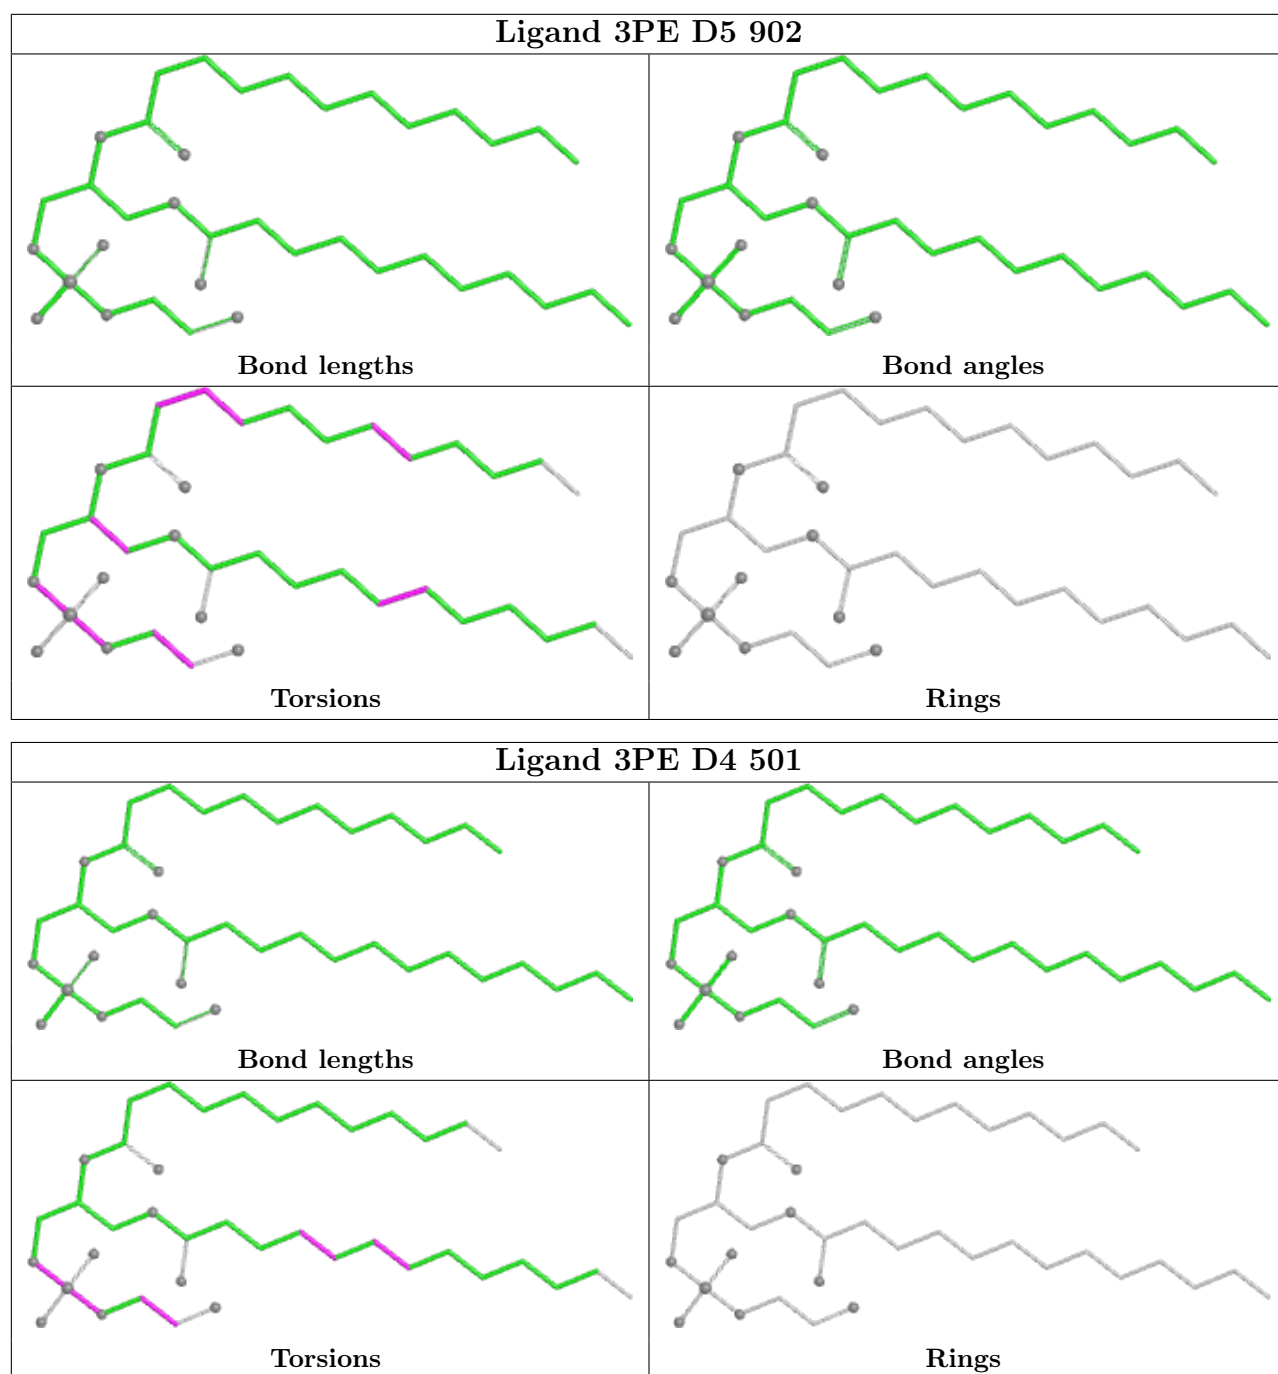 Ligand 3PE D5 902
Bond lengths
Bond angles
Torsions
Rings
Ligand 3PE D4 501
Bond lengths
Bond angles
Torsions
Rings